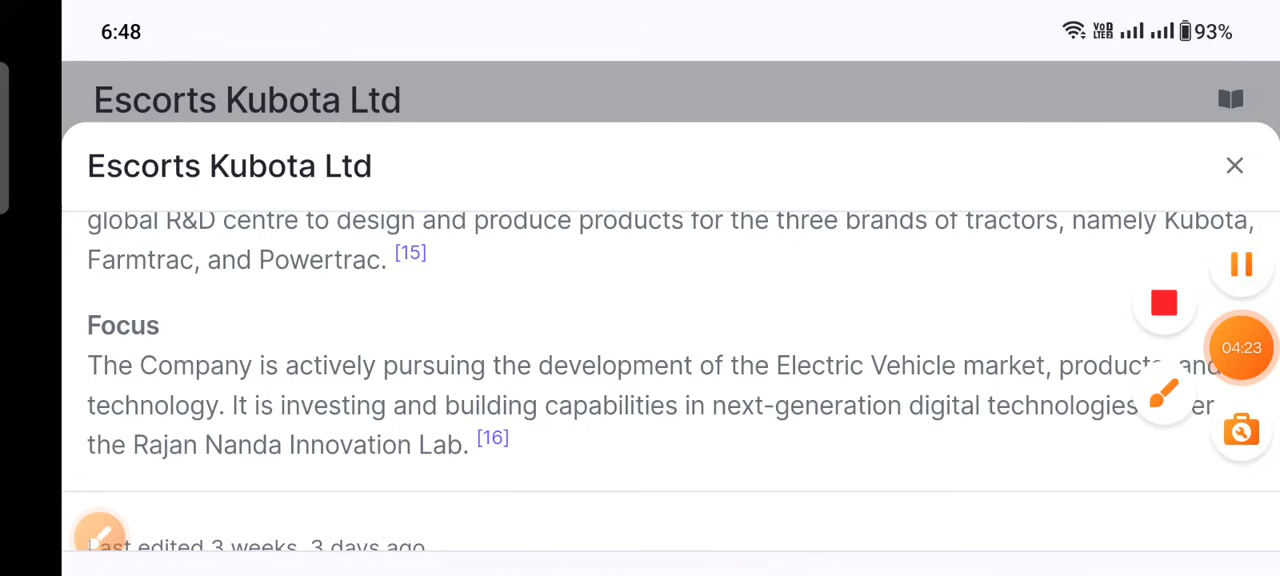 6:48
VoD LTE2 93%
Escorts Kubota Ltd
Escorts Kubota Ltd
global R&D centre to design and produce products for the three brands of tractors, namely Kubota,
Farmtrac, and Powertrac. [15]
Focus
The Company is actively pursuing the development of the Electric Vehicle market, products and
technology. It is investing and building capabilities in next-generation digital technologies
the Rajan Nanda Innovation Lab. [16]
04:23
Last edited 3 weeks, 3 days ago